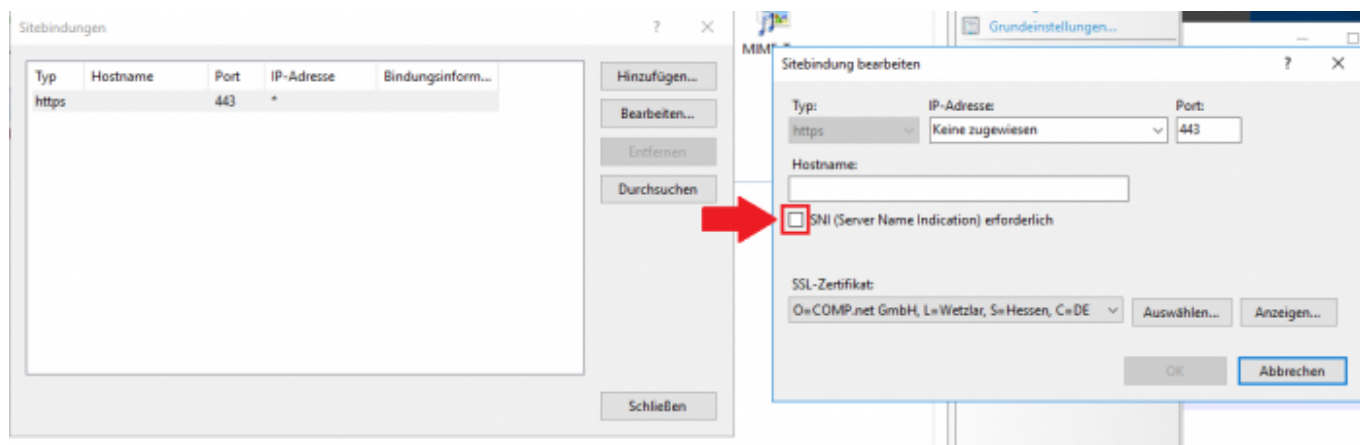 Sitebindungen
Typ Hostname Port IP-Adresse Bindungsinform...
https 443 *
Hinzufügen...
Bearbeiten...
Entfernen
Durchsuchen
Schließen
Grundeinstellungen...
Sitebindung bearbeiten
Typ: IP-Adresse: Port:
https Keine zugewiesen 443
Hostname:
SNI (Server Name Indication) erforderlich
SSL-Zertifikat:
O=COMP.net GmbH, L=Wetzlar, S=Hessen, C=DE Auswählen... Anzeigen...
OK Abbrechen